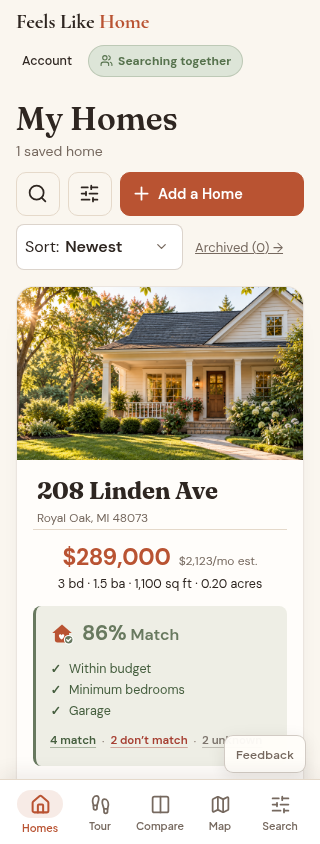 Feels Like Home
Account
Searching together
My Homes
1 saved home
Add a Home
Sort: Newest
Archived (0) →
208 Linden Ave
Royal Oak, MI 48073
$289,000 $2,123/mo est.
3 bd · 1.5 ba · 1,100 sq ft · 0.20 acres
86% Match
✓ Within budget
✓ Minimum bedrooms
✓ Garage
4 match · 2 don't match · 2
Feedback
Homes
Tour
Compare
Map
Search